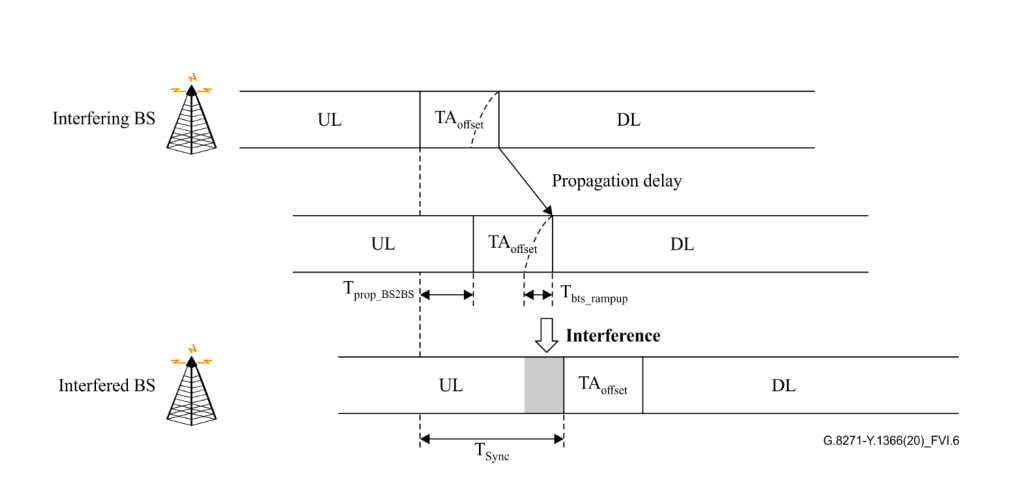 Interfering BS
UL
TAoffset
DL
Propagation delay
UL
TAoffset
DL
Tprop_BS2BS
Tbts_rampup
Interference
Interfered BS
UL
TAoffset
DL
TSync
G.8271-Y.1366(20)_FVI.6